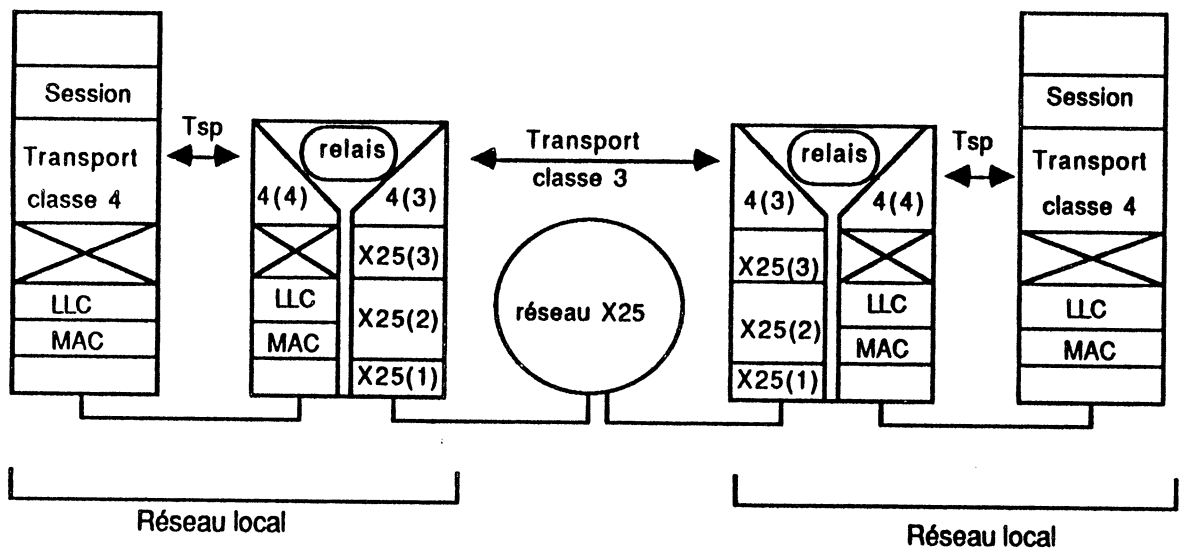 Session
Transport
classe 4
LLC
MAC
Tsp
relais
4(4)
4(3)
X25(3)
LLC
X25(2)
MAC
X25(1)
Transport
classe 3
réseau X25
relais
4(3)
4(4)
X25(3)
LLC
X25(2)
MAC
X25(1)
Tsp
Session
Transport
classe 4
LLC
MAC
Réseau local
Réseau local